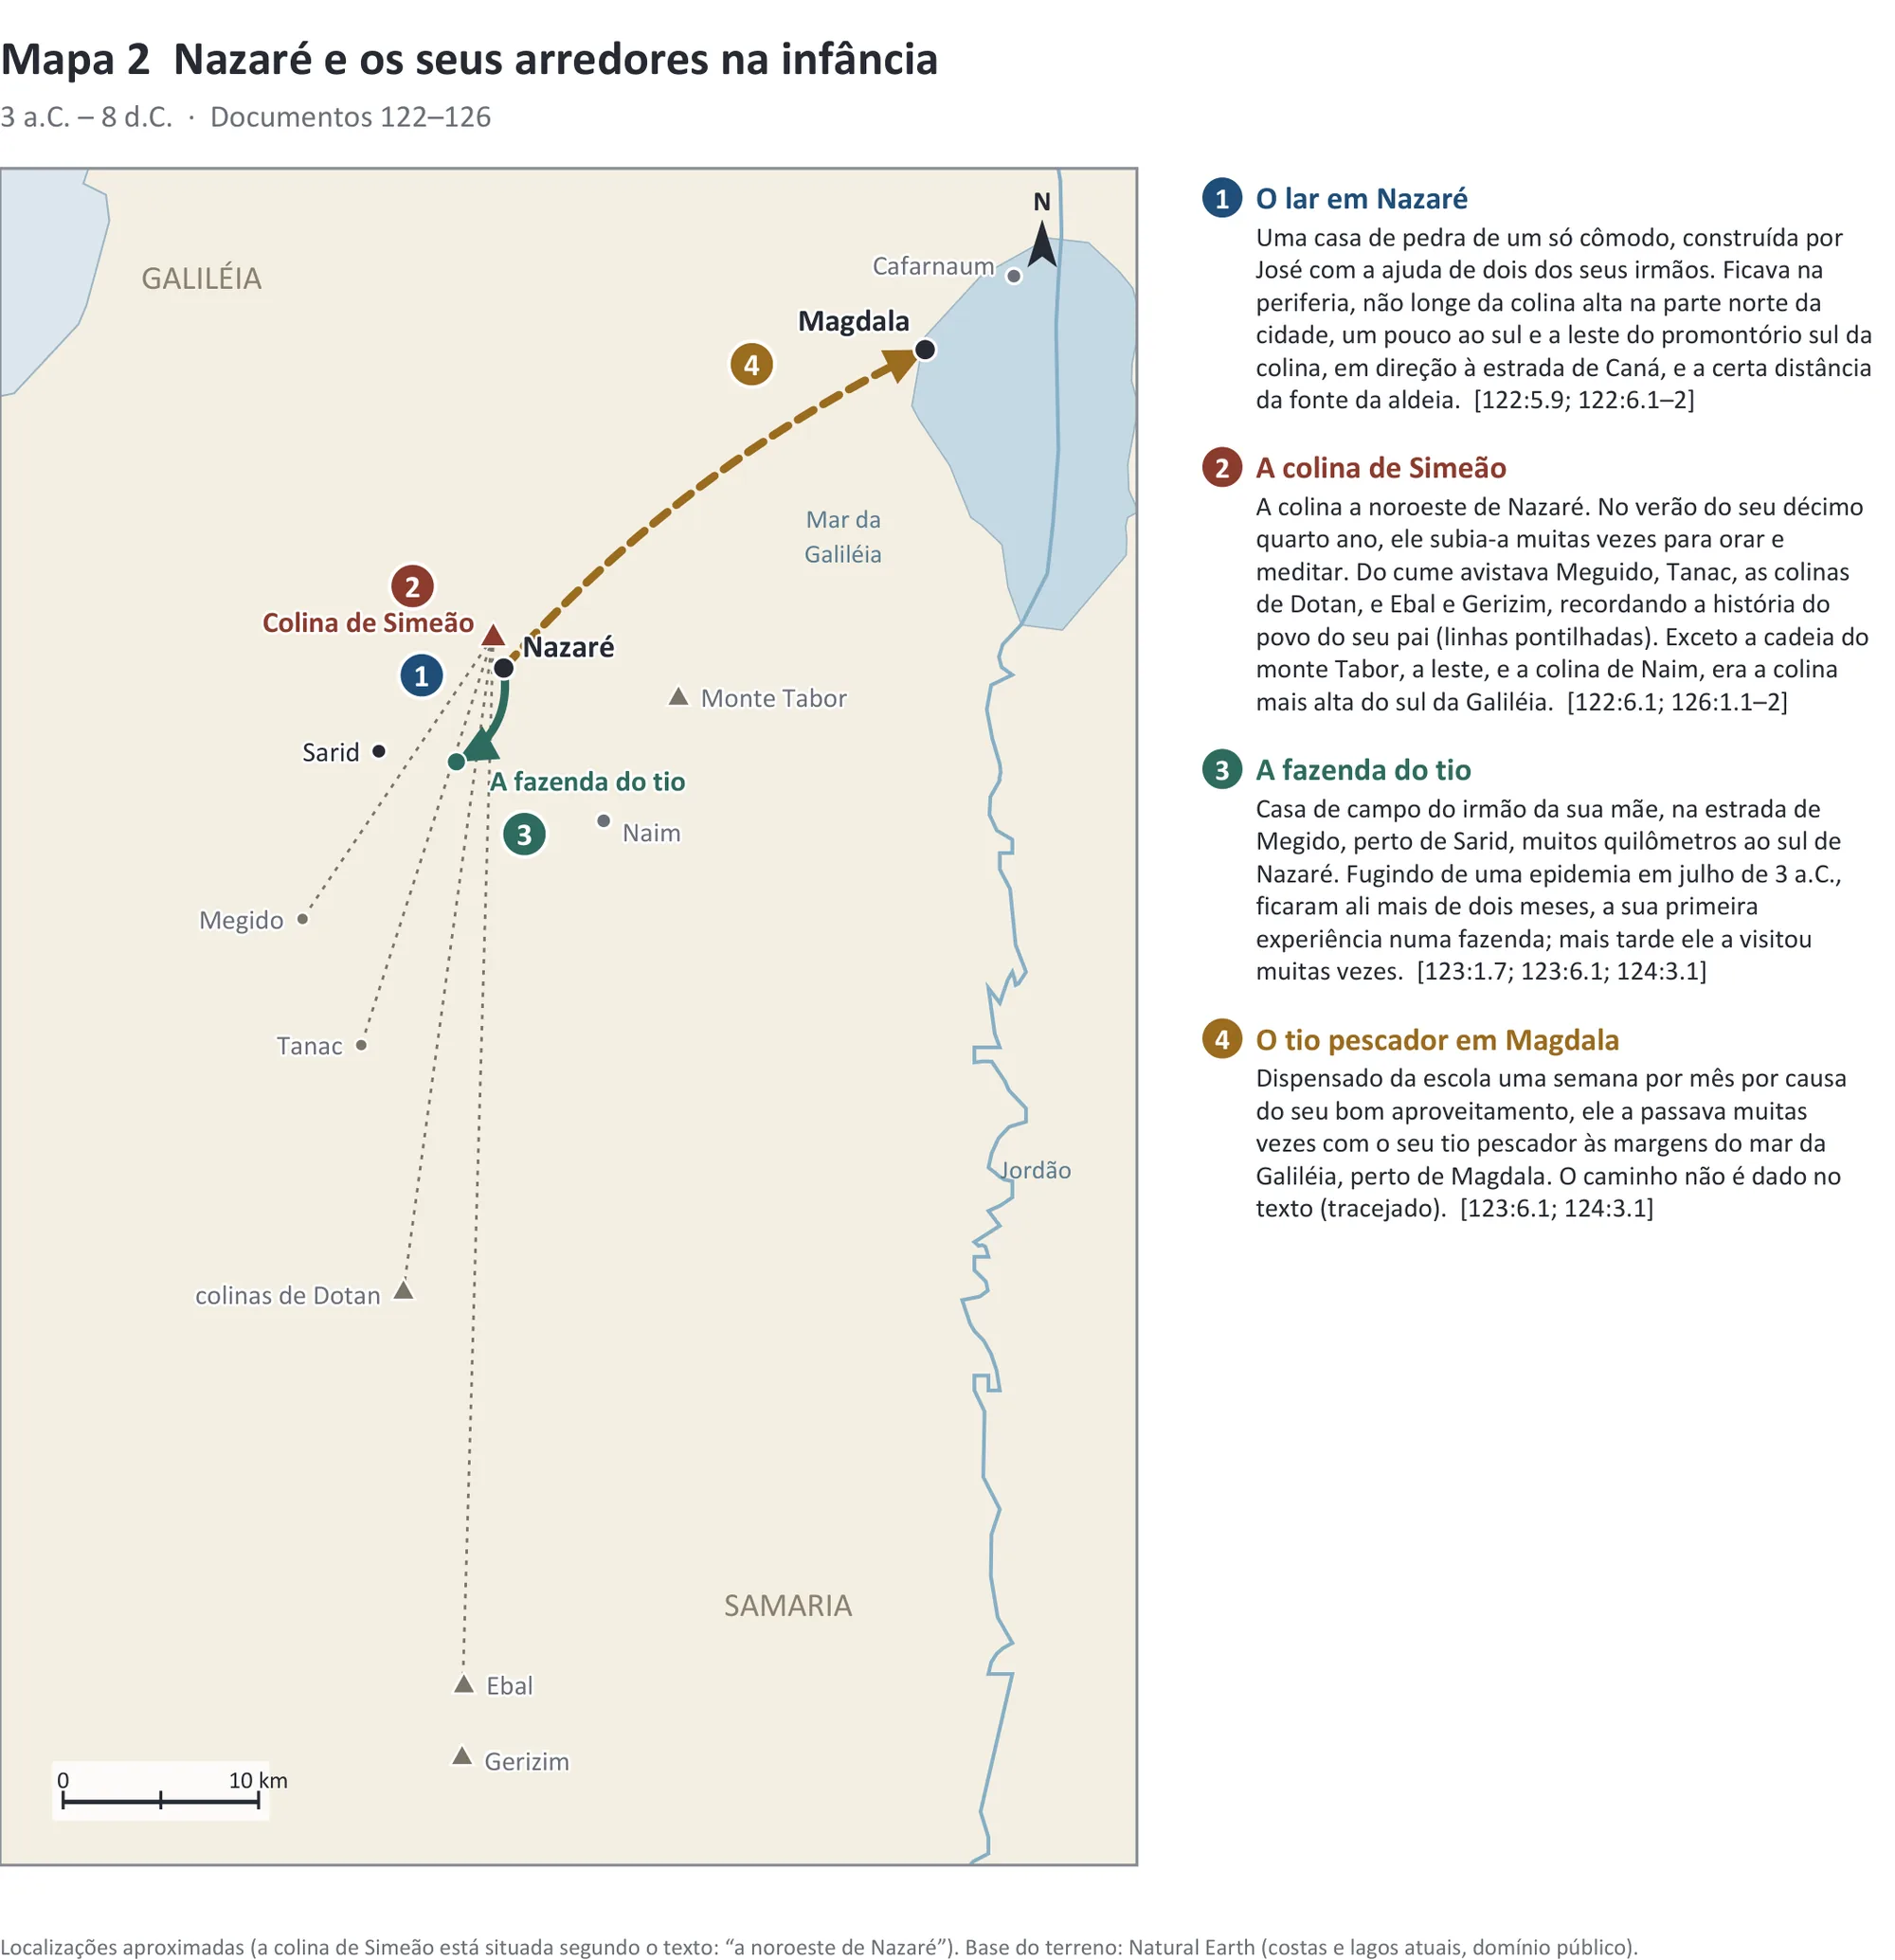 Mapa 2 Nazaré e os seus arredores na infância
3 a.C. – 8 d.C. · Documentos 122–126
N
GALILÉIA
Cafarnaum
Magdala
4
Mar da
Galiléia
2
Colina de Simeão
Nazaré
1
Monte Tabor
Sarid
A fazenda do tio
3
Naim
Megido
Tanac
Jordão
colinas de Dotan
SAMARIA
Ebal
Gerizim
0 10 km
1 O lar em Nazaré
Uma casa de pedra de um só cômodo, construída por
José com a ajuda de dois dos seus irmãos. Ficava na
periferia, não longe da colina alta na parte norte da
cidade, um pouco ao sul e a leste do promontório sul da
colina, em direção à estrada de Caná, e a certa distância
da fonte da aldeia. [122:5.9; 122:6.1–2]
2 A colina de Simeão
A colina a noroeste de Nazaré. No verão do seu décimo
quarto ano, ele subia-a muitas vezes para orar e
meditar. Do cume avistava Meguido, Tanac, as colinas
de Dotan, e Ebal e Gerizim, recordando a história do
povo do seu pai (linhas pontilhadas). Exceto a cadeia do
monte Tabor, a leste, e a colina de Naim, era a colina
mais alta do sul da Galiléia. [122:6.1; 126:1.1–2]
3 A fazenda do tio
Casa de campo do irmão da sua mãe, na estrada de
Megido, perto de Sarid, muitos quilômetros ao sul de
Nazaré. Fugindo de uma epidemia em julho de 3 a.C.,
ficaram ali mais de dois meses, a sua primeira
experiência numa fazenda; mais tarde ele a visitou
muitas vezes. [123:1.7; 123:6.1; 124:3.1]
4 O tio pescador em Magdala
Dispensado da escola uma semana por mês por causa
do seu bom aproveitamento, ele a passava muitas
vezes com o seu tio pescador às margens do mar da
Galiléia, perto de Magdala. O caminho não é dado no
texto (tracejado). [123:6.1; 124:3.1]
Localizações aproximadas (a colina de Simeão está situada segundo o texto: “a noroeste de Nazaré”). Base do terreno: Natural Earth (costas e lagos atuais, domínio público).